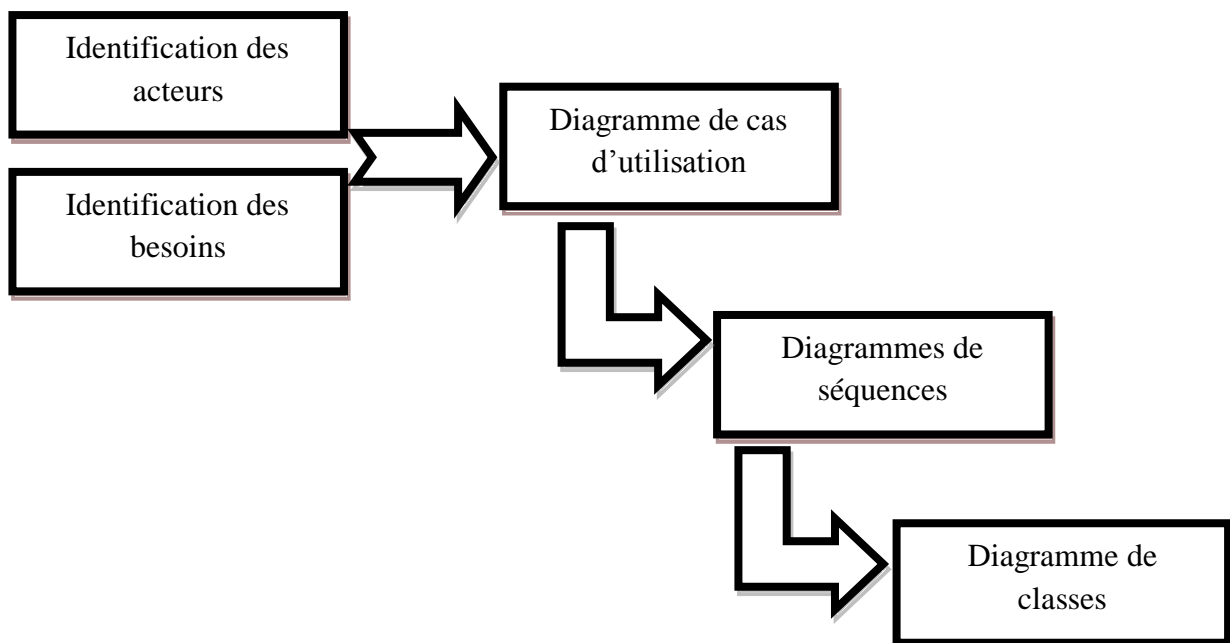 Identification des
acteurs
Identification des
besoins
Diagramme de cas
d’utilisation
Diagrammes de
séquences
Diagramme de
classes